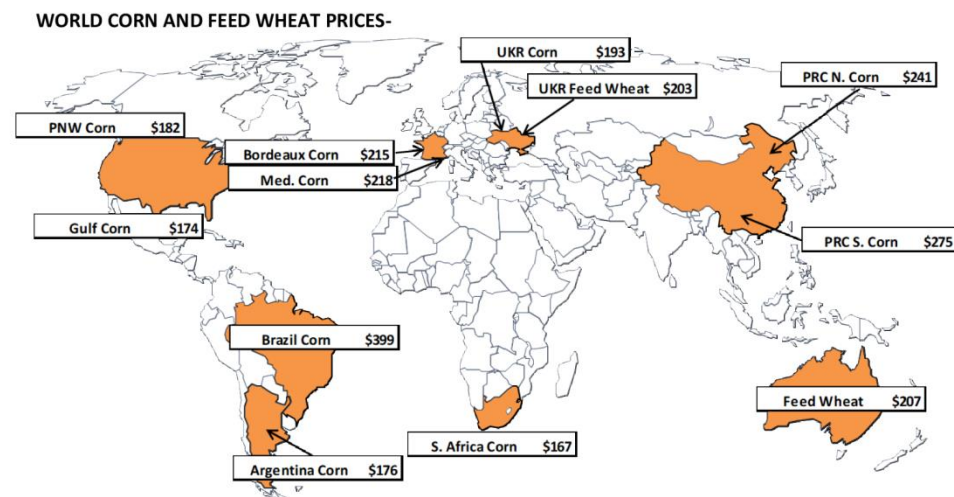 WORLD CORN AND FEED WHEAT PRICES-
UKR Corn $193
UKR Feed Wheat $203
PRC N. Corn $241
PNW Corn $182
Bordeaux Corn $215
Med. Corn $218
Gulf Corn $174
PRC S. Corn $275
Brazil Corn $399
Feed Wheat $207
S. Africa Corn $167
Argentina Corn $176